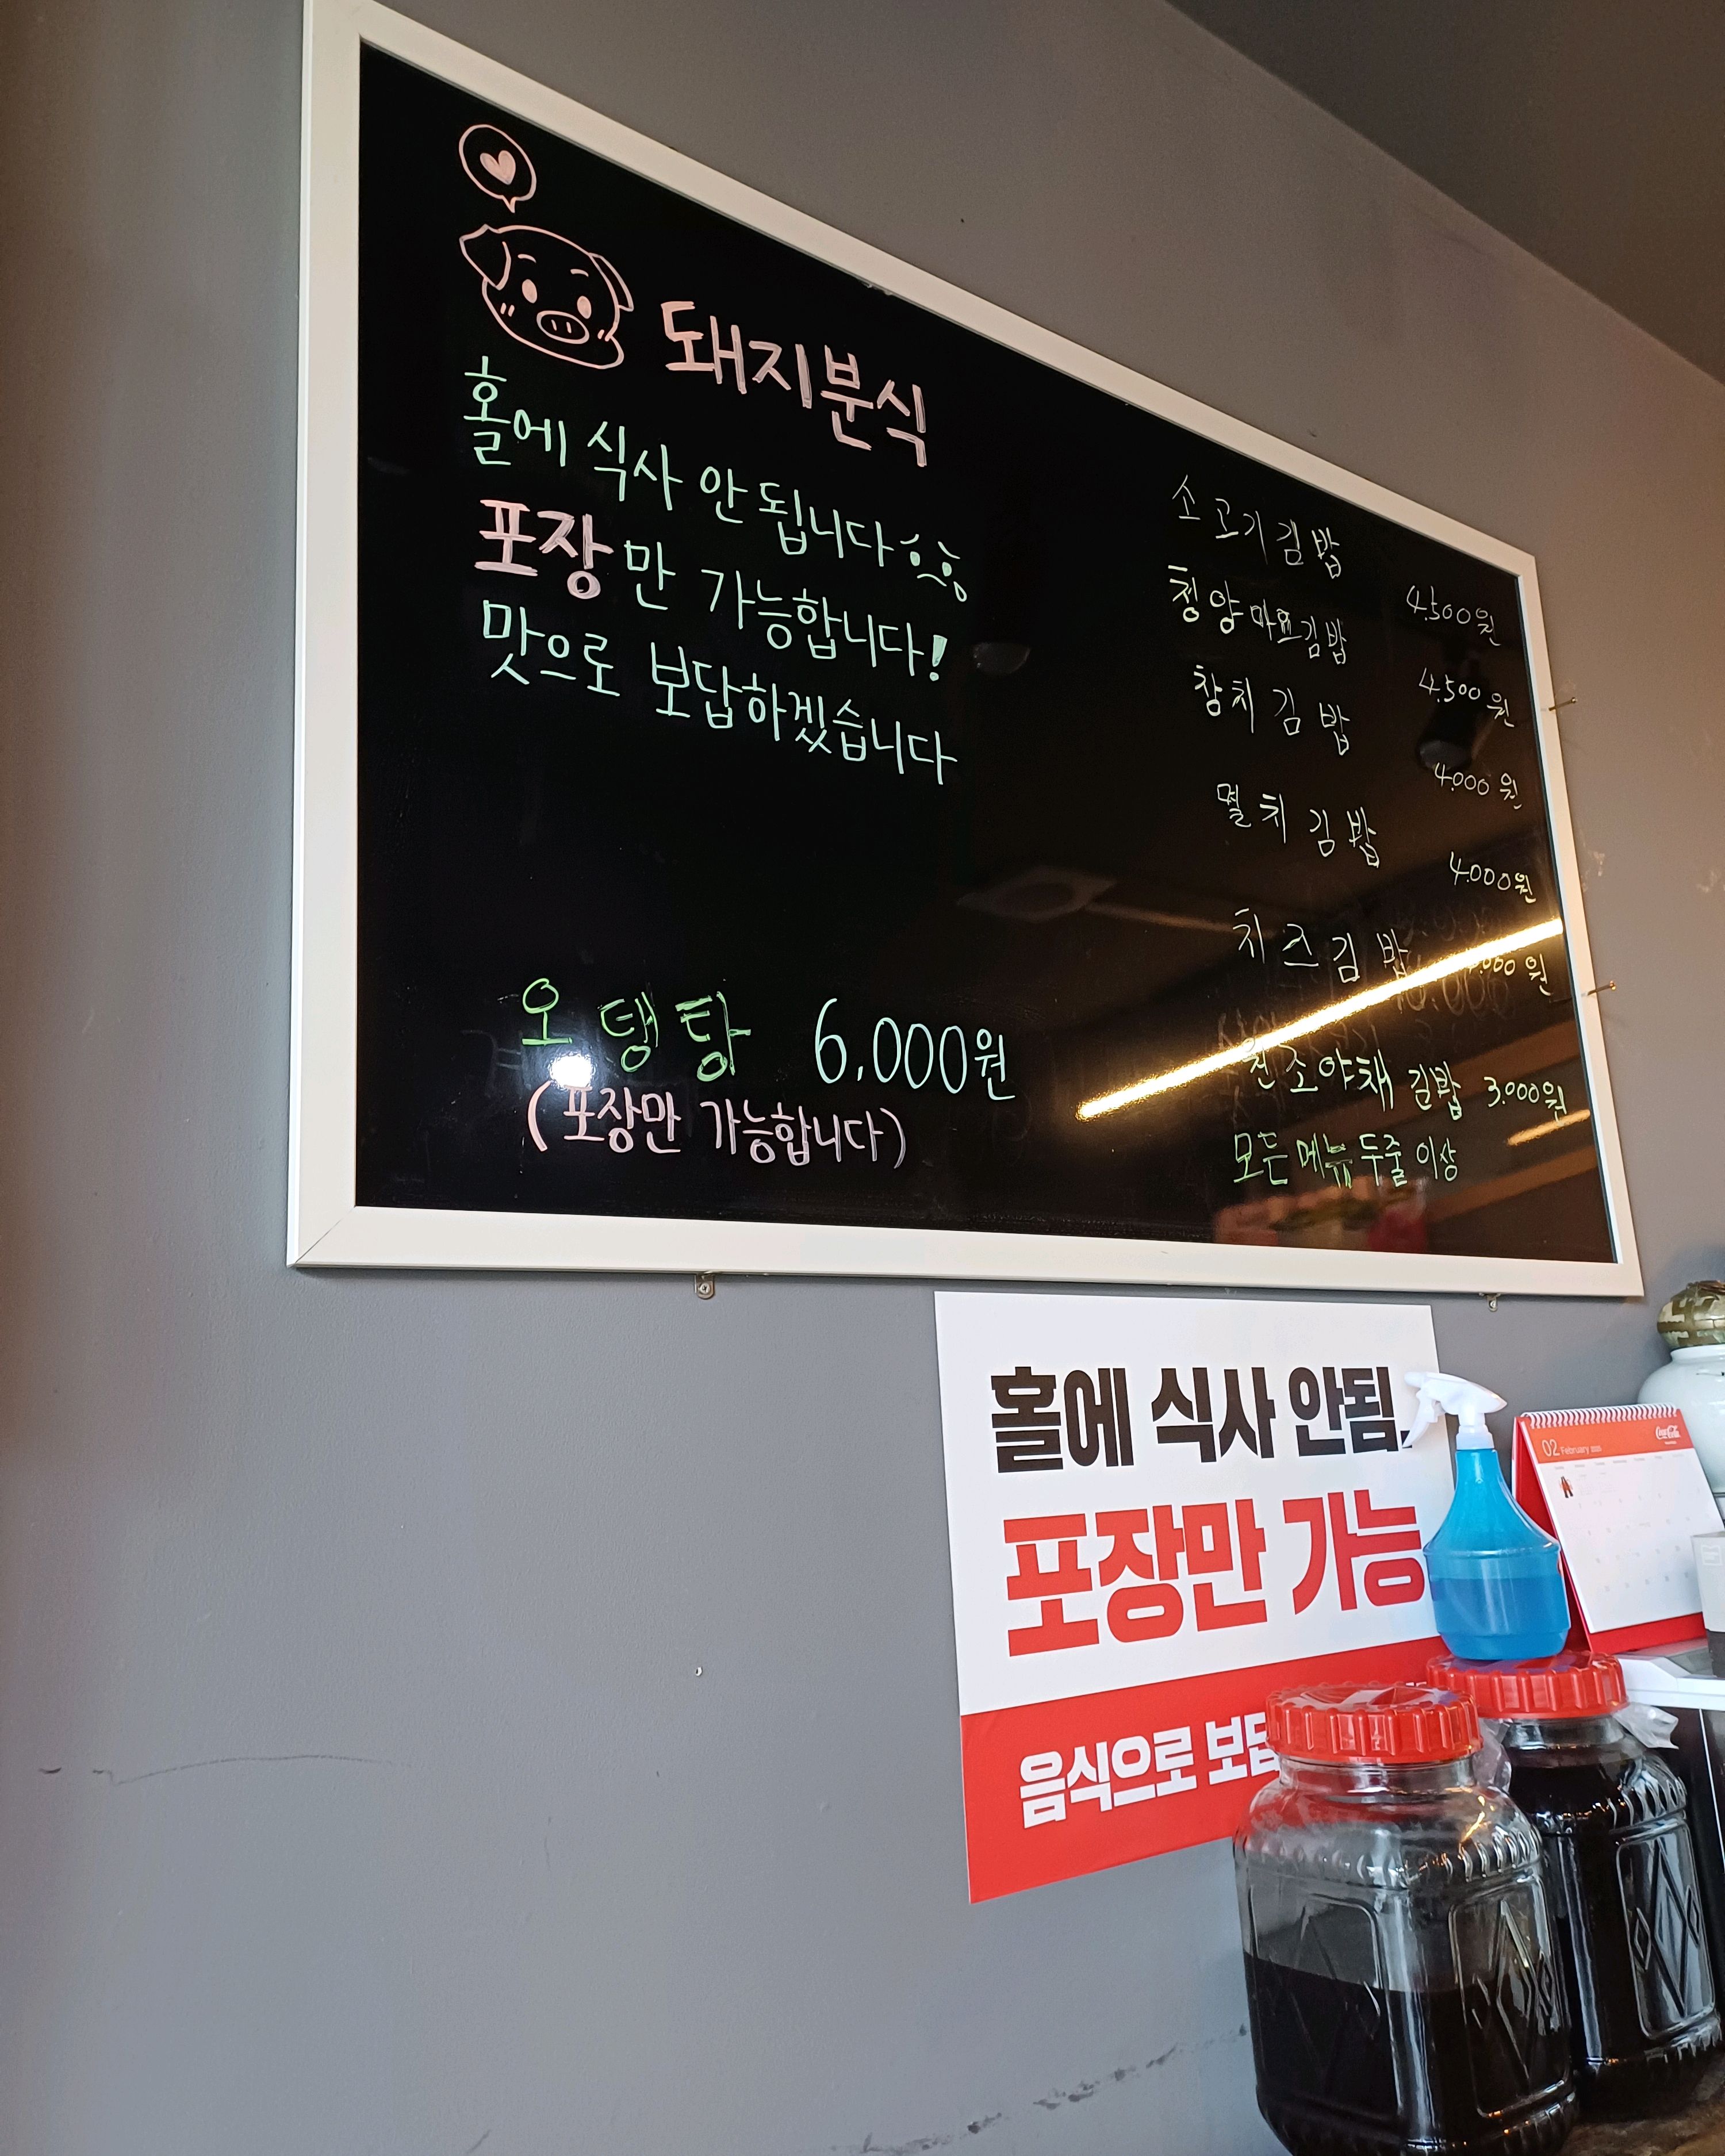 돼지분식
홀에 식사 안 됩니다
포장만 가능합니다!
맛으로 보답하겠습니다
오뎅탕 6.000원
(포장만 가능합니다)
소고기김밥 4.500원
청양마요김밥 4.500원
참치김밥 4.000원
멸치김밥 4.000원
치즈김밥
원조야채 김밥 3.000원
모든메뉴 두줄 이상
홀에 식사 안됨.
포장만 가능
음식으로
02 February
Coca-Cola